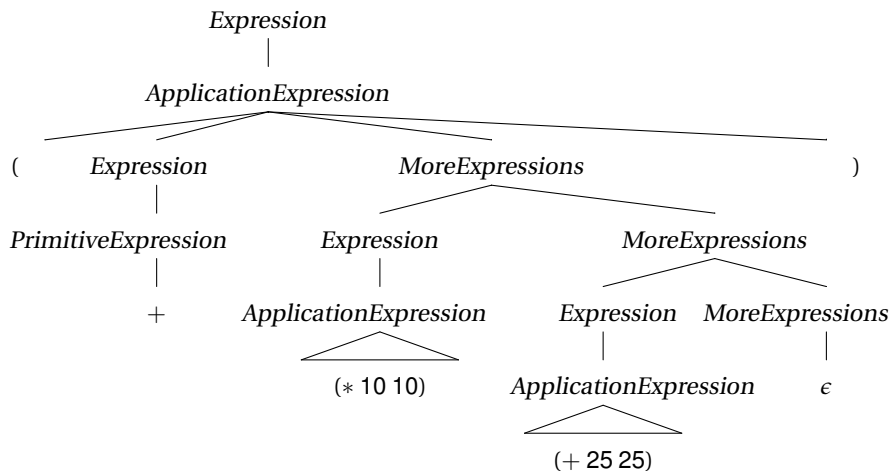 Expression
ApplicationExpression
( Expression MoreExpressions )
PrimitiveExpression Expression MoreExpressions
+ ApplicationExpression Expression MoreExpressions
(∗ 10 10) ApplicationExpression ϵ
(+ 25 25)